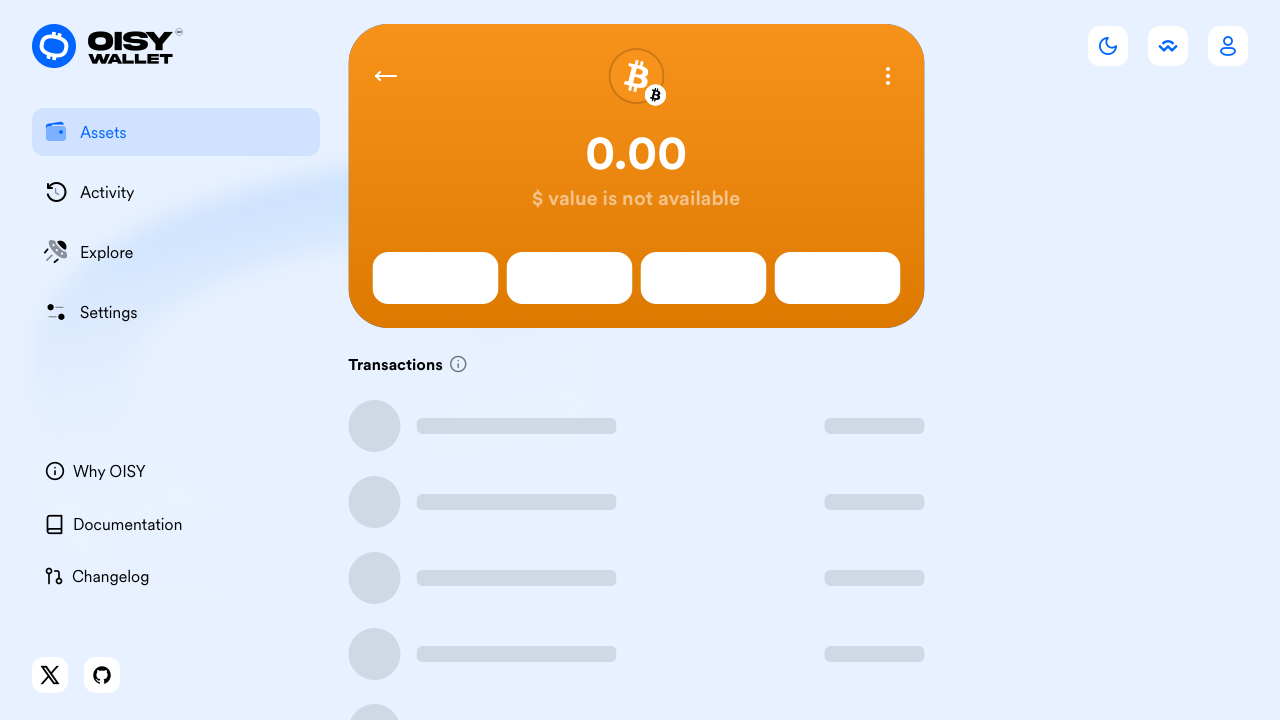 OISY
WALLET
Assets
Activity
Explore
Settings
Why OISY
Documentation
Changelog
0.00
$ value is not available
Transactions